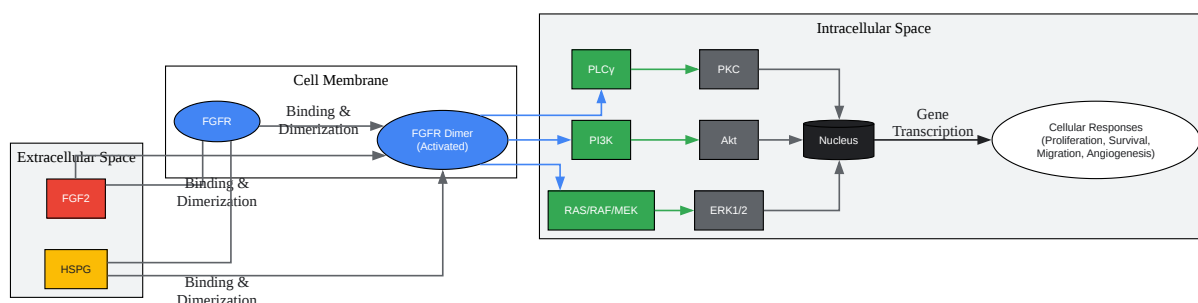 Intracellular Space
PLCγ
PKC
Cell Membrane
Binding &
Dimerization
FGFR
FGFR Dimer
(Activated)
PI3K
Akt
Nucleus
Gene
Transcription
Cellular Responses
(Proliferation, Survival,
Migration, Angiogenesis)
Extracellular Space
FGF2
Binding &
Dimerization
RAS/RAF/MEK
ERK1/2
HSPG
Binding &
Dimerization